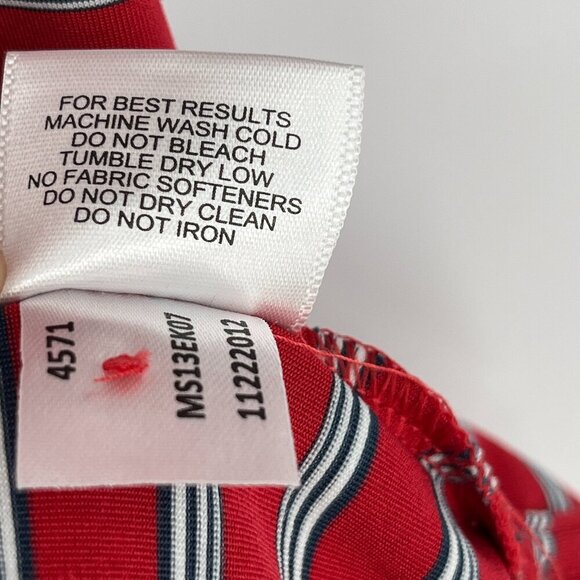 FOR BEST RESULTS
MACHINE WASH COLD
DO NOT BLEACH
TUMBLE DRY LOW
NO FABRIC SOFTENERS
DO NOT DRY CLEAN
DO NOT IRON
4571
MS13EK07
11222012